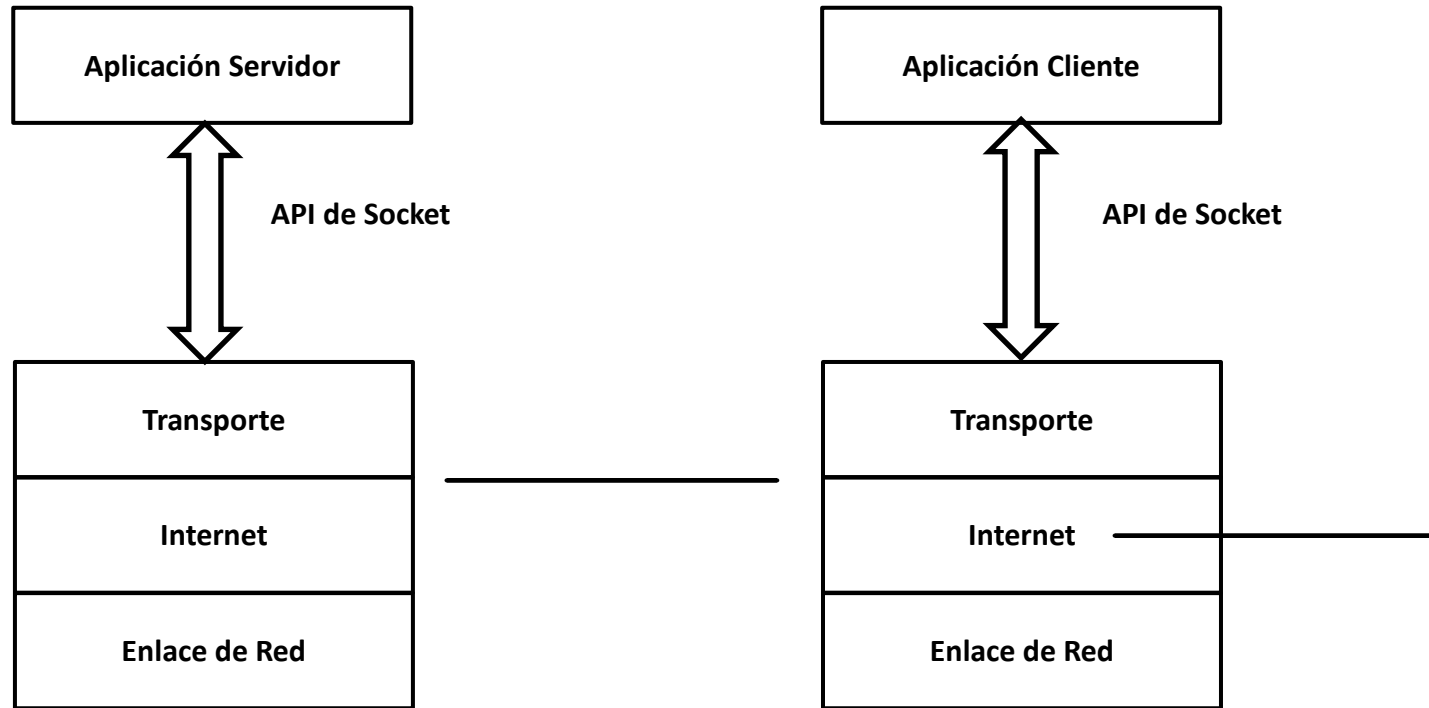 Aplicación Servidor
Aplicación Cliente
API de Socket
API de Socket
Transporte
Transporte
Internet
Internet
Enlace de Red
Enlace de Red